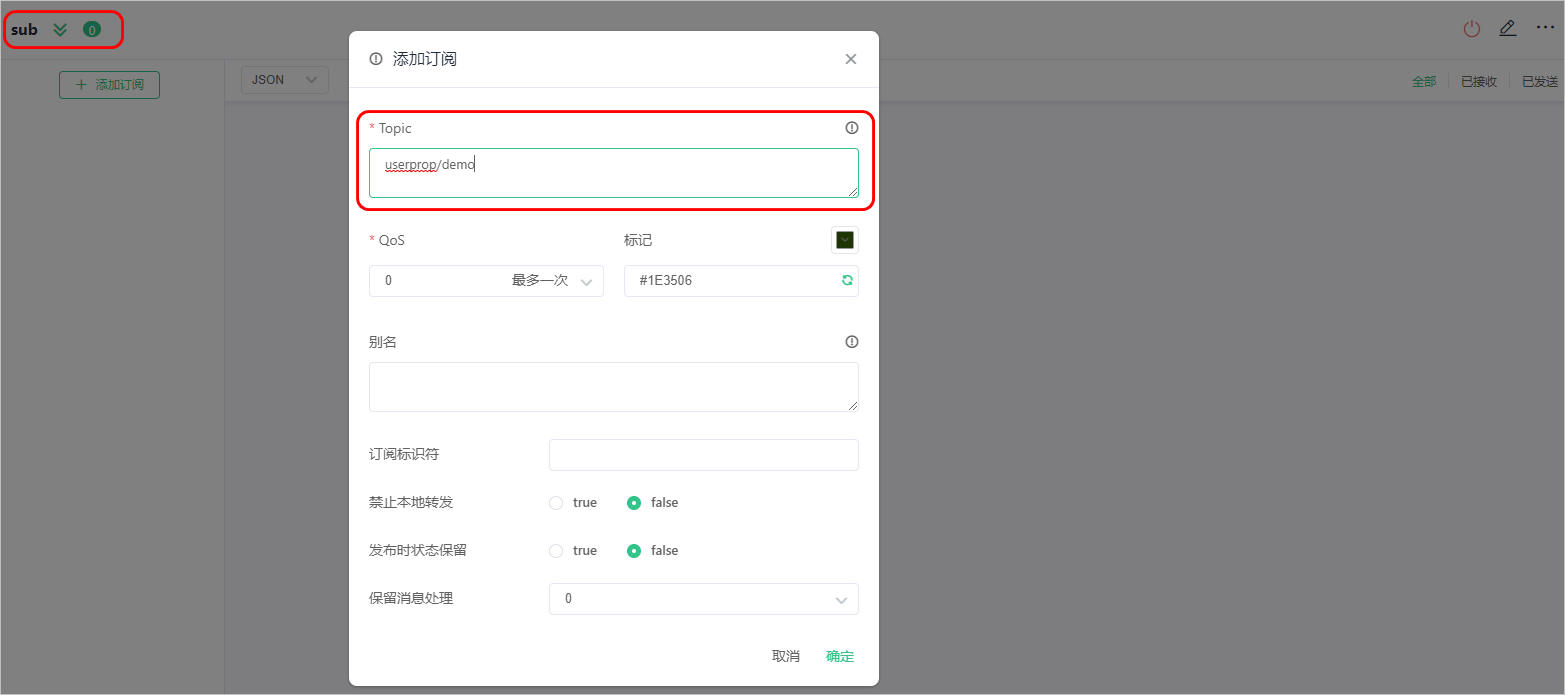 sub 0
添加订阅
+ 添加订阅
JSON
全部 已接收 已发送
* Topic
userprop/demo
* QoS 标记
0 最多一次 #1E3506
别名
订阅标识符
禁止本地转发 true false
发布时状态保留 true false
保留消息处理 0
取消 确定